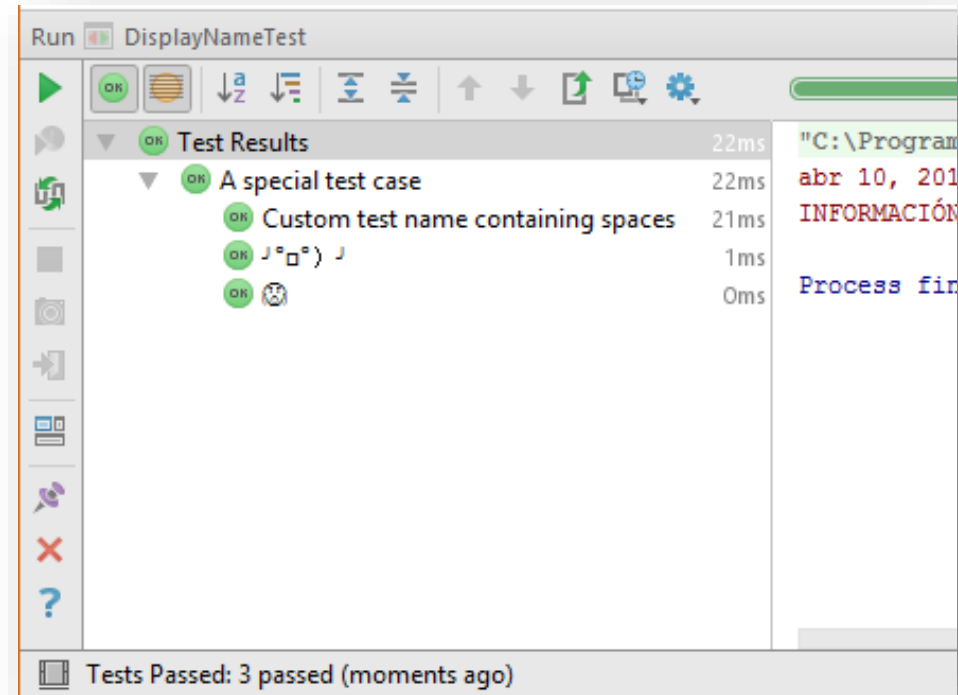 Run DisplayNameTest
Test Results 22ms
A special test case 22ms
Custom test name containing spaces 21ms
╯°□°）╯ 1ms
😱 0ms
"C:\Program
abr 10, 201
INFORMACIÓN
Process fin
Tests Passed: 3 passed (moments ago)